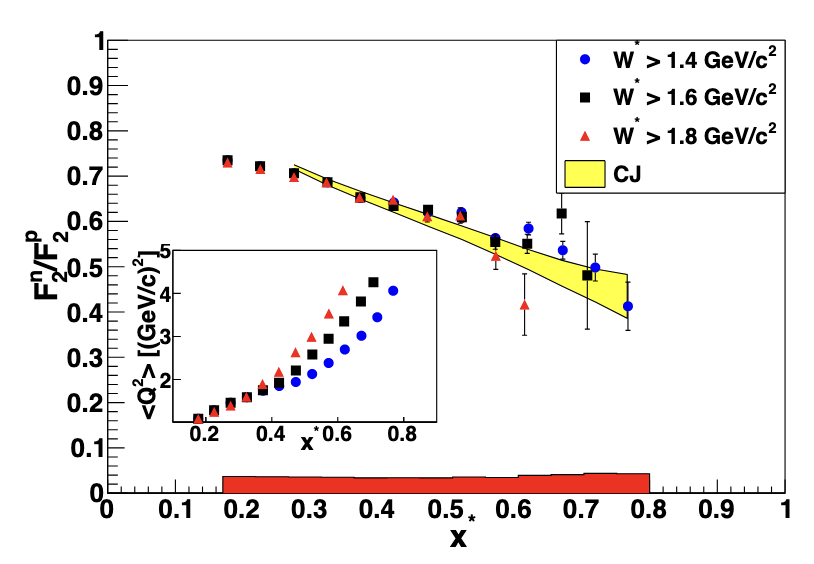 1
0.9
0.8
0.7
0.6
0.5
0.4
0.3
0.2
0.1
0
F₂ⁿ/F₂ᵖ
W* > 1.4 GeV/c²
W* > 1.6 GeV/c²
W* > 1.8 GeV/c²
CJ
5
4
3
2
<Q²> [(GeV/c)²]
0.2 0.4 0.6 0.8
x*
0 0.1 0.2 0.3 0.4 0.5 0.6 0.7 0.8 0.9 1
x*